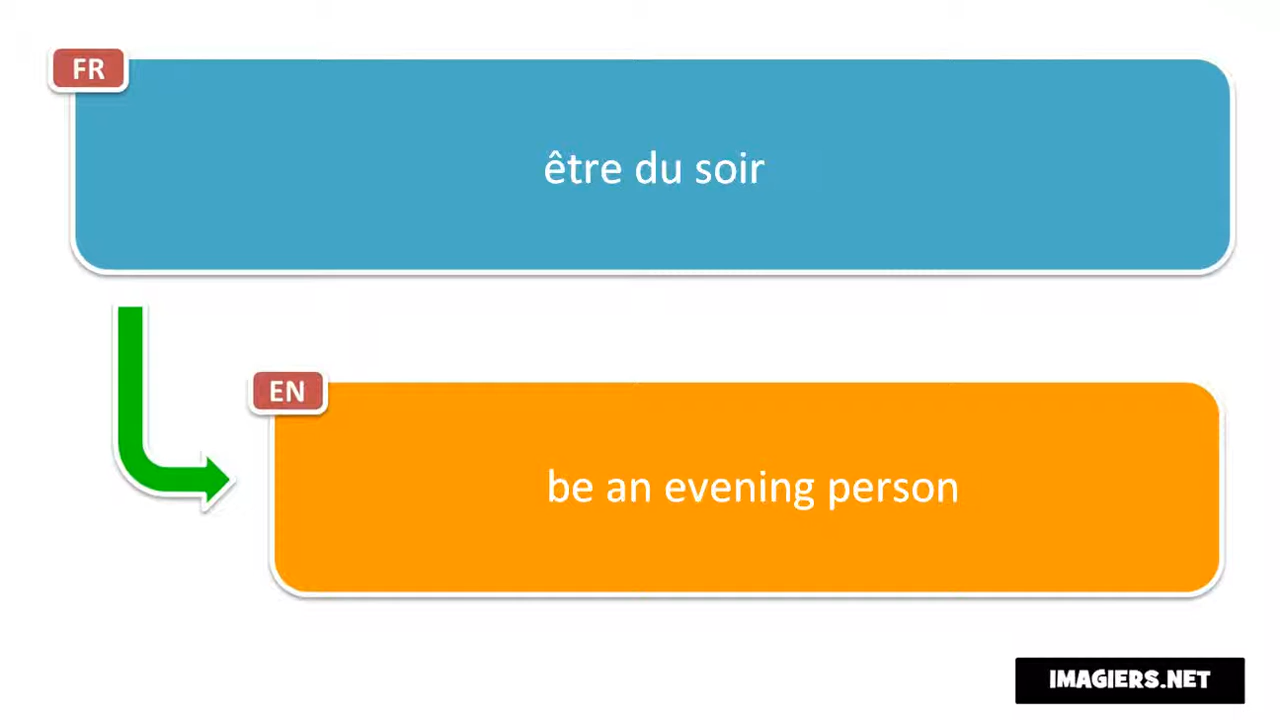 FR
être du soir
EN
be an evening person
IMAGIERS.NET